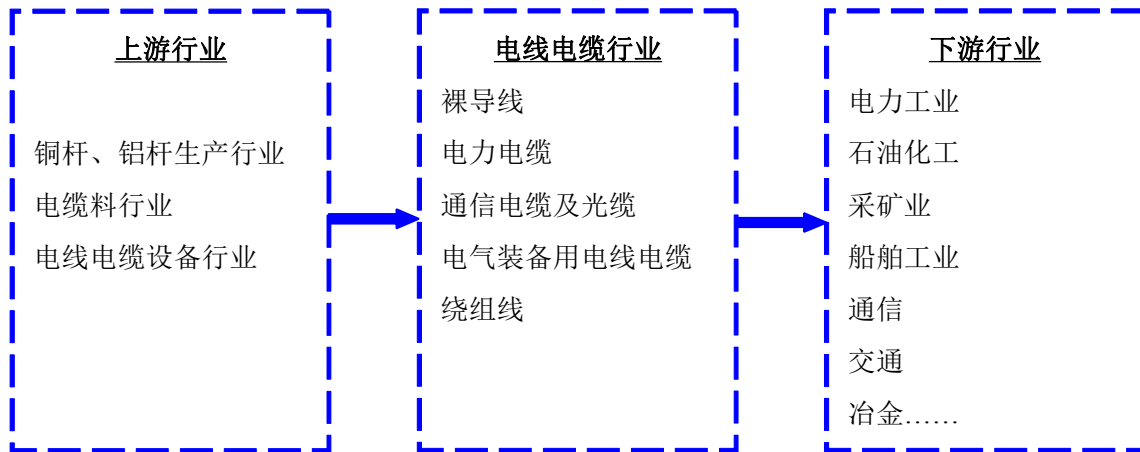 上游行业
铜杆、铝杆生产行业
电缆料行业
电线电缆设备行业
电线电缆行业
裸导线
电力电缆
通信电缆及光缆
电气装备用电线电缆
绕组线
下游行业
电力工业
石油化工
采矿业
船舶工业
通信
交通
冶金……